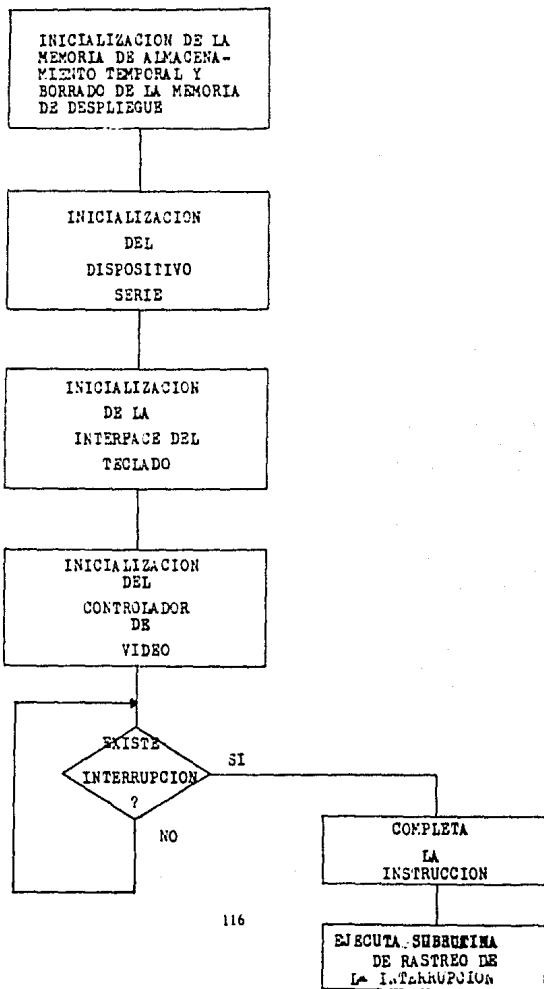 INICIALIZACION DE LA
MEMORIA DE ALMACENA-
MIENTO TEMPORAL Y
BORRADO DE LA MEMORIA
DE DESPLIEGUE
INICIALIZACION
DEL
DISPOSITIVO
SERIE
INICIALIZACION
DE LA
INTERFACE DEL
TECLADO
INICIALIZACION
DEL
CONTROLADOR
DE
VIDEO
EXISTE
INTERRUPCION
?
SI
NO
COMPLETA
LA
INSTRUCCION
EJECUTA SUBRUTINA
DE RASTREO DE
LA INTERRUPCION
116